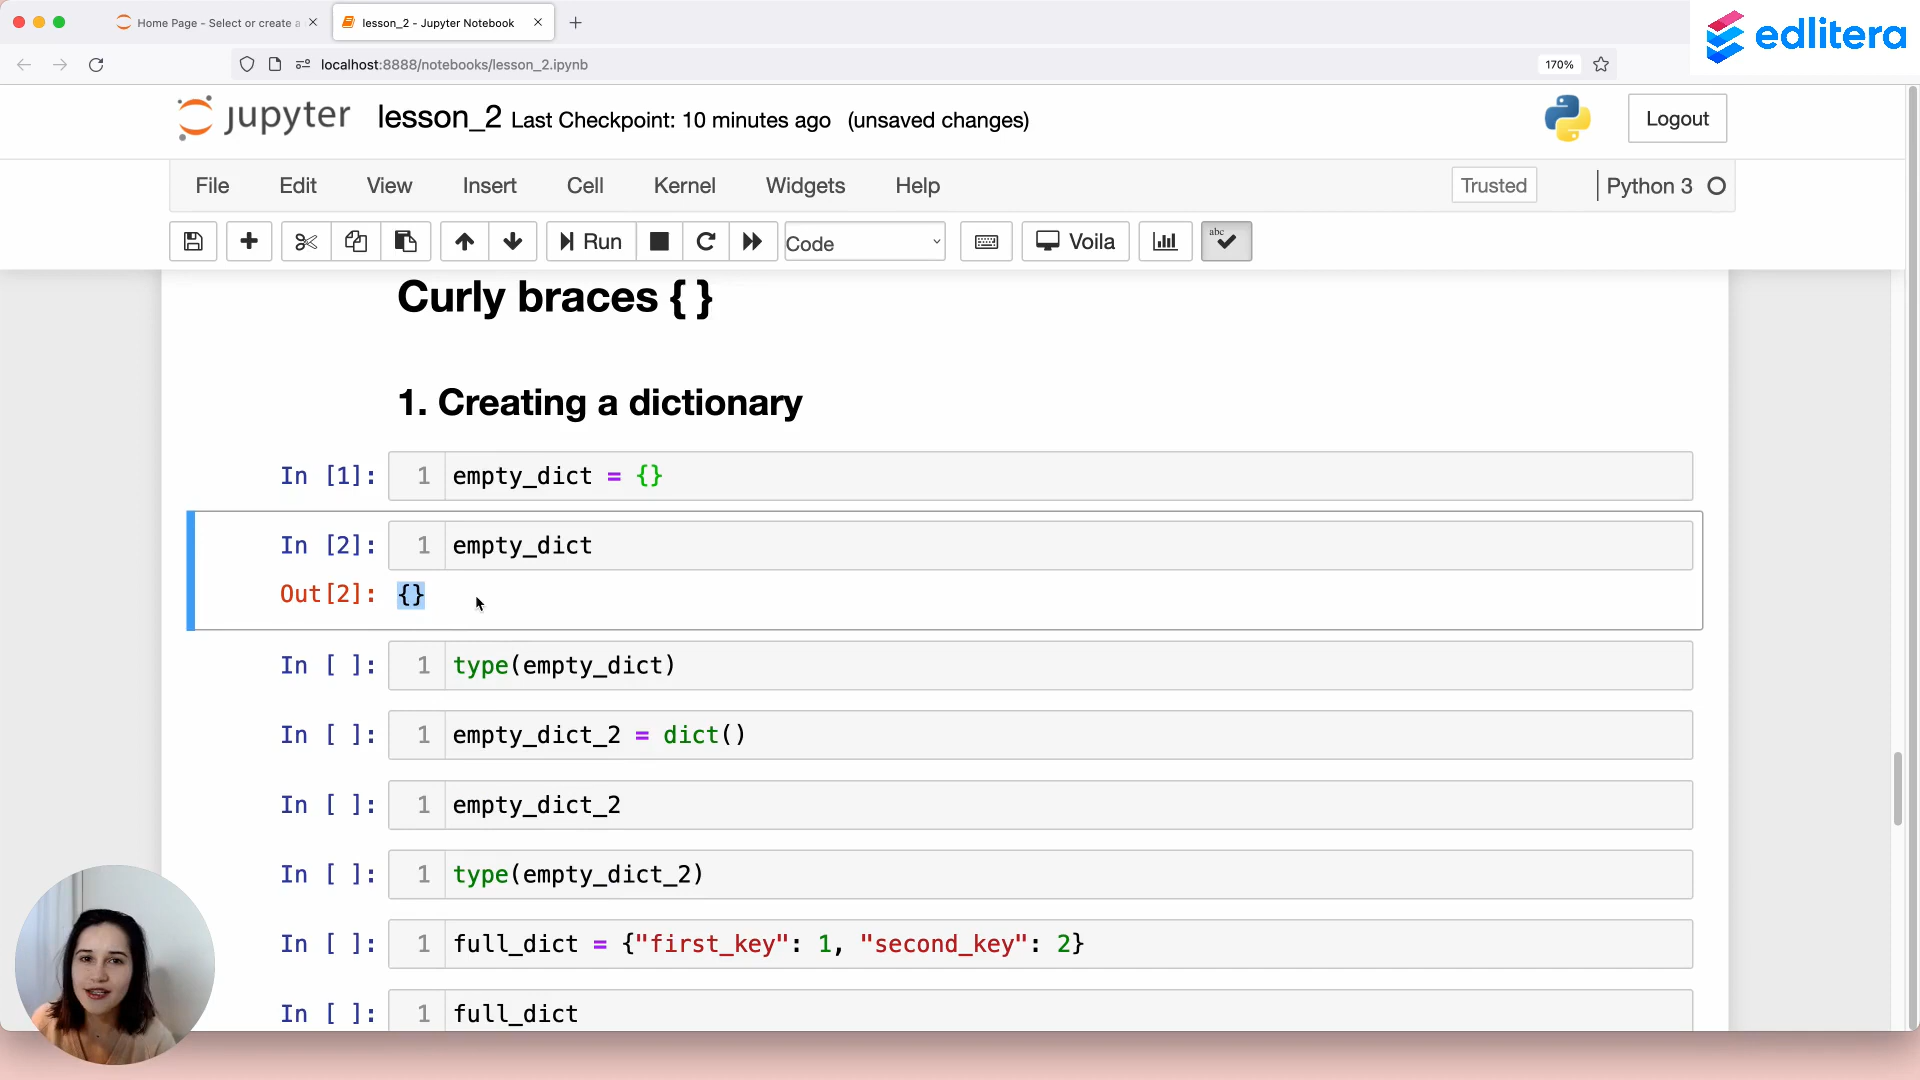 Home Page - Select or create a
lesson_2 - Jupyter Notebook
edlitera
localhost:8888/notebooks/lesson_2.ipynb
170%
jupyter lesson_2 Last Checkpoint: 10 minutes ago (unsaved changes)
Logout
File Edit View Insert Cell Kernel Widgets Help
Trusted
Python 3
Run
Code
Voila
abc
Curly braces { }
1. Creating a dictionary
In [1]: 1 empty_dict = {}
In [2]: 1 empty_dict
Out[2]: {}
In [ ]: 1 type(empty_dict)
In [ ]: 1 empty_dict_2 = dict()
In [ ]: 1 empty_dict_2
In [ ]: 1 type(empty_dict_2)
In [ ]: 1 full_dict = {"first_key": 1, "second_key": 2}
In [ ]: 1 full_dict